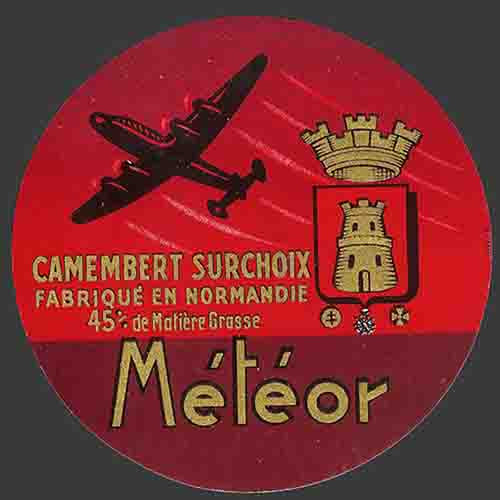 CAMEMBERT SURCHOIX
FABRIQUÉ EN NORMANDIE
45% de Matière Grasse
Météor